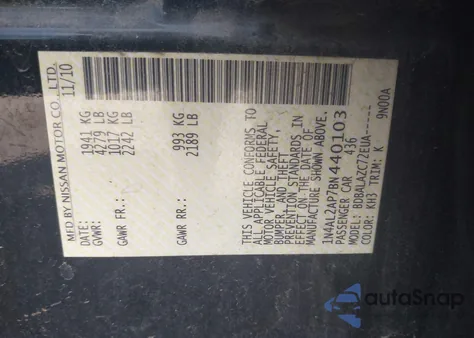 MFD BY NISSAN MOTOR CO., LTD.
11/10
DATE:
GVWR: 1941 KG
4279 LB
GAWR FR.: 1017 KG
2242 LB
GAWR RR.: 993 KG
2189 LB
THIS VEHICLE CONFORMS TO
ALL APPLICABLE FEDERAL
MOTOR VEHICLE SAFETY,
BUMPER, AND THEFT
PREVENTION STANDARDS IN
EFFECT ON THE DATE OF
MANUFACTURE SHOWN ABOVE.
1N4AL2AP7BN440103
PASSENGER CAR 436
MODEL:
COLOR: KH3 TRIM: K
9N00A
autoSnap